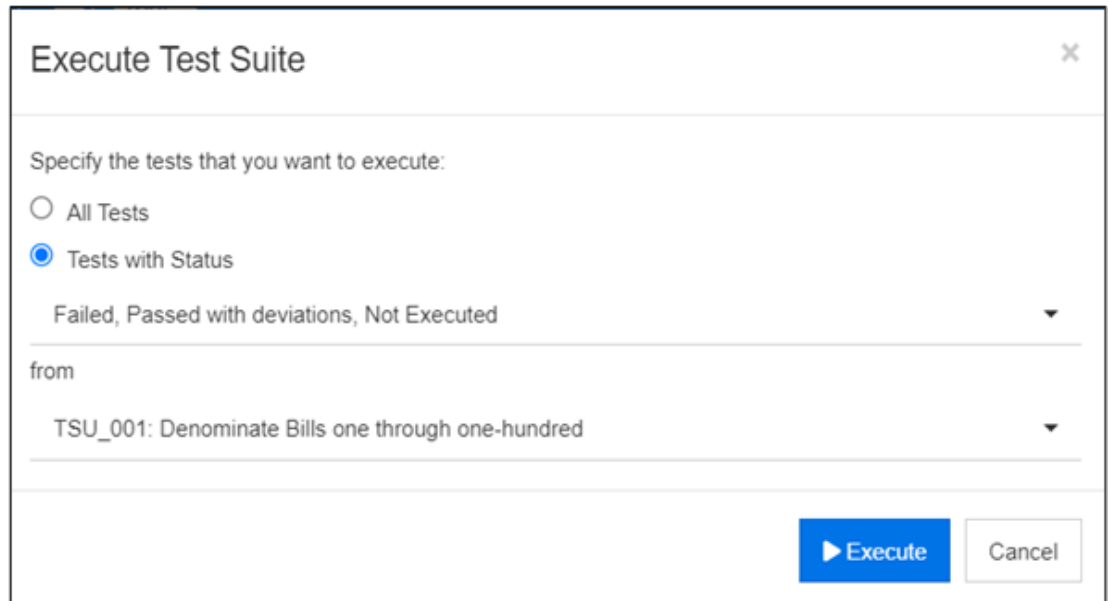 Execute Test Suite
×
Specify the tests that you want to execute:
All Tests
Tests with Status
Failed, Passed with deviations, Not Executed
from
TSU_001: Denominate Bills one through one-hundred
Execute
Cancel